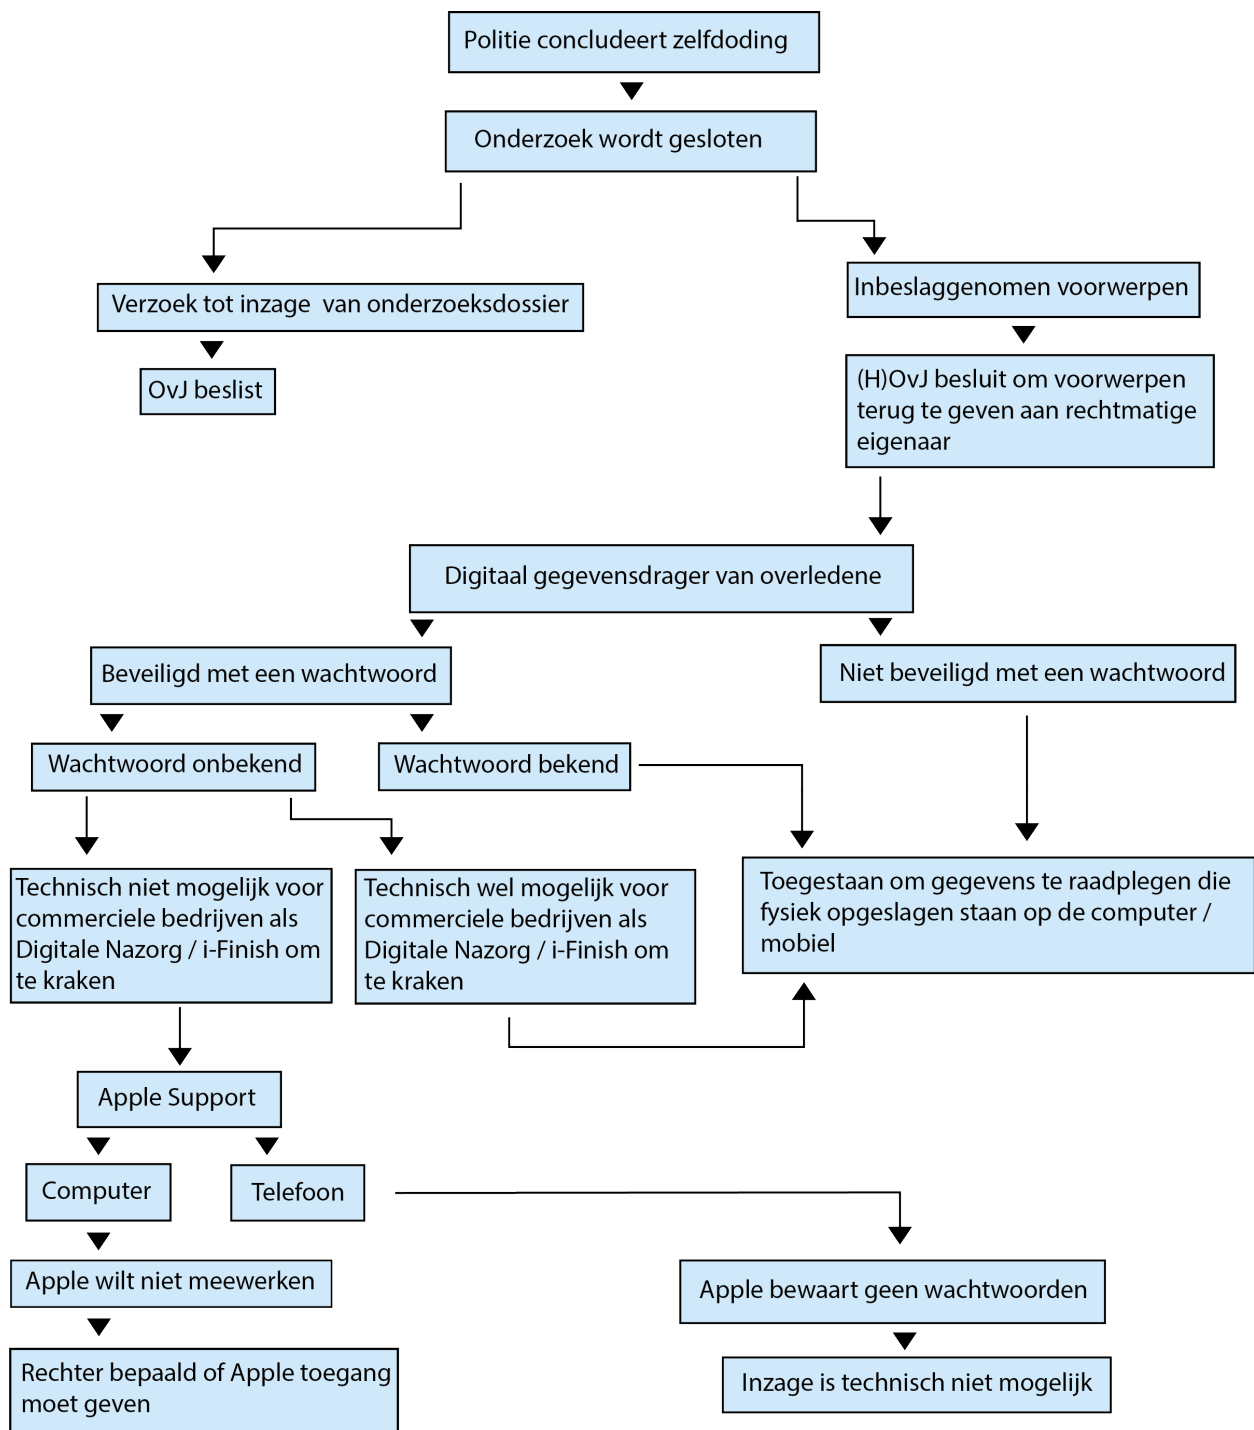 Politie concludeert zelfdoding
Onderzoek wordt gesloten
Verzoek tot inzage van onderzoeksdossier
OvJ beslist
Inbeslaggenomen voorwerpen
(H)OvJ besluit om voorwerpen
terug te geven aan rechtmatige
eigenaar
Digitaal gegevensdrager van overledene
Beveiligd met een wachtwoord
Niet beveiligd met een wachtwoord
Wachtwoord onbekend
Wachtwoord bekend
Technisch niet mogelijk voor
commerciele bedrijven als
Digitale Nazorg / i-Finish om
te kraken
Technisch wel mogelijk voor
commerciele bedrijven als
Digitale Nazorg / i-Finish om
te kraken
Toegestaan om gegevens te raadplegen die
fysiek opgeslagen staan op de computer /
mobiel
Apple Support
Computer
Telefoon
Apple wilt niet meewerken
Apple bewaart geen wachtwoorden
Rechter bepaald of Apple toegang
moet geven
Inzage is technisch niet mogelijk